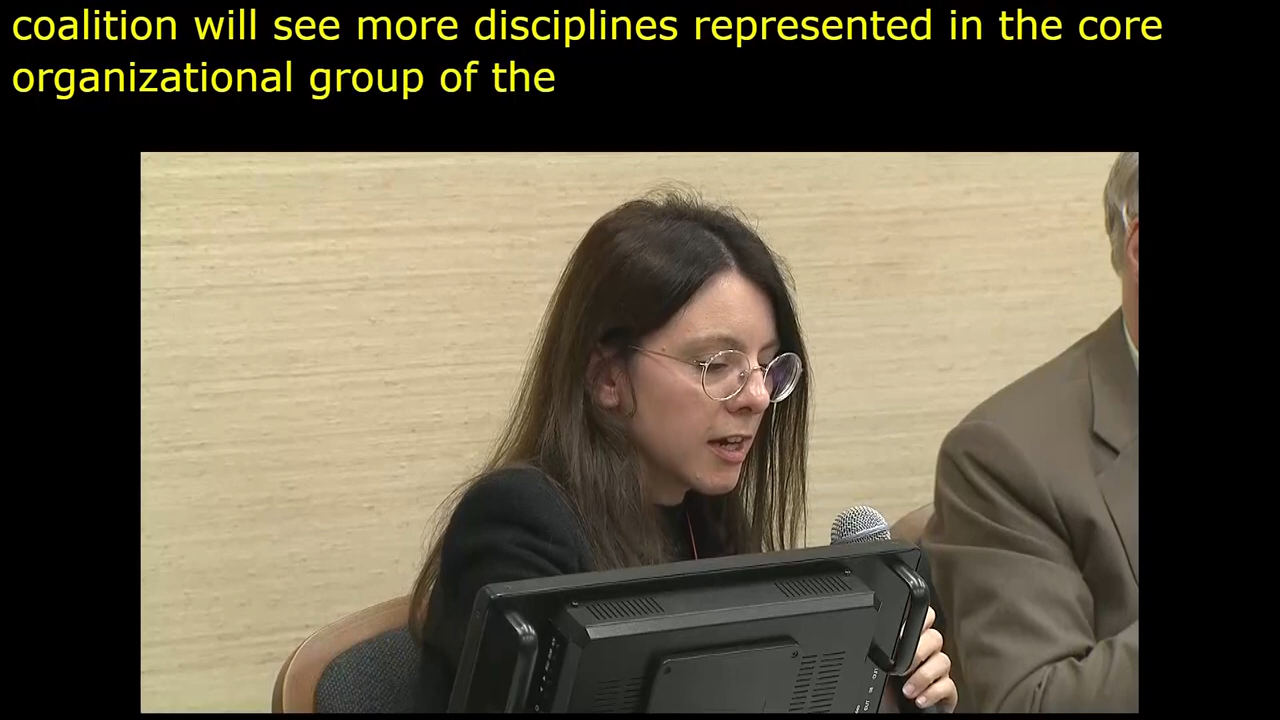 coalition will see more disciplines represented in the core
organizational group of the